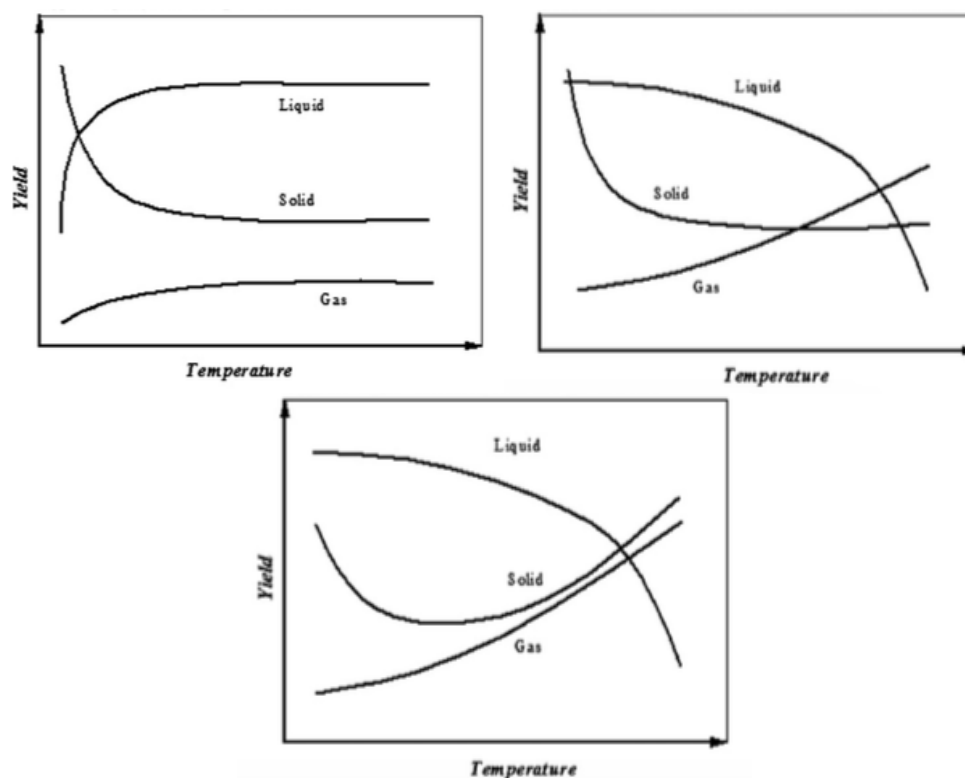 Liquid
Solid
Gas
Yield
Temperature
Liquid
Solid
Gas
Yield
Temperature
Liquid
Solid
Gas
Yield
Temperature